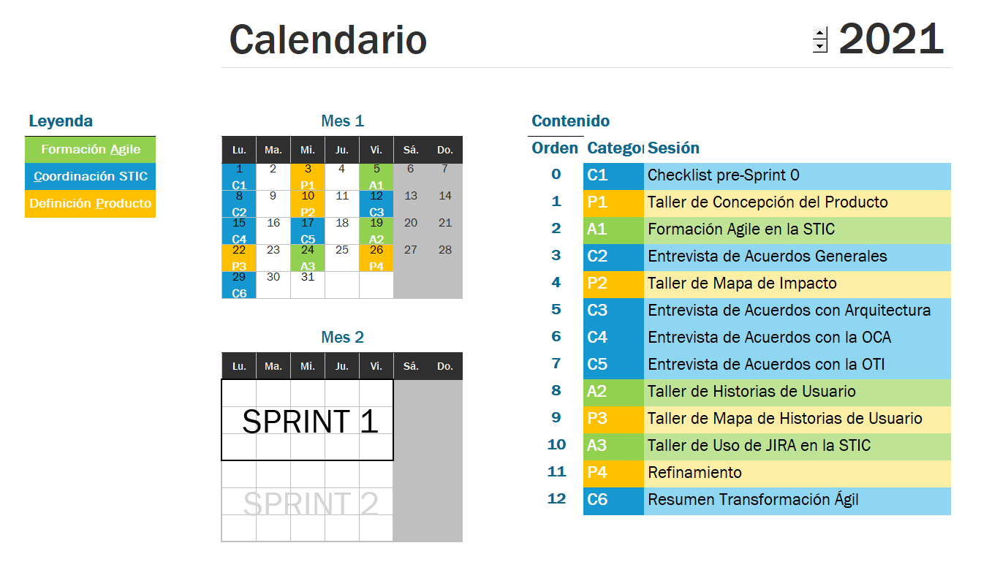 Calendario
2021
Leyenda
Formación Agile
Coordinación STIC
Definición Producto
Mes 1
Lu. Ma. Mi. Ju. Vi. Sá. Do.
1 2 3 4 5 6 7
C1 P1 A1
8 9 10 11 12 13 14
C2 P2 C3
15 16 17 18 19 20 21
C4 C5 A2
22 23 24 25 26 27 28
P3 A3 P4
29 30 31
C6
Mes 2
Lu. Ma. Mi. Ju. Vi. Sá. Do.
SPRINT 1
SPRINT 2
Contenido
Orden Categor Sesión
0 C1 Checklist pre-Sprint 0
1 P1 Taller de Concepción del Producto
2 A1 Formación Agile en la STIC
3 C2 Entrevista de Acuerdos Generales
4 P2 Taller de Mapa de Impacto
5 C3 Entrevista de Acuerdos con Arquitectura
6 C4 Entrevista de Acuerdos con la OCA
7 C5 Entrevista de Acuerdos con la OTI
8 A2 Taller de Historias de Usuario
9 P3 Taller de Mapa de Historias de Usuario
10 A3 Taller de Uso de JIRA en la STIC
11 P4 Refinamiento
12 C6 Resumen Transformación Ágil